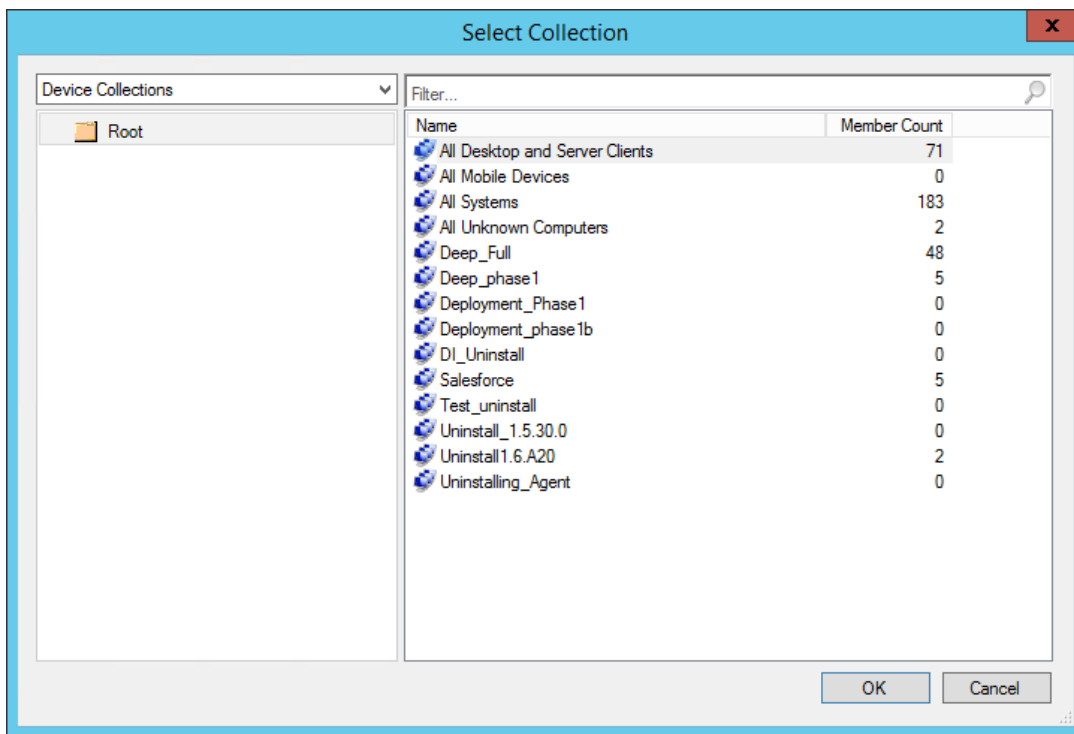 Select Collection
x
Device Collections
Filter...
Root
Name Member Count
All Desktop and Server Clients 71
All Mobile Devices 0
All Systems 183
All Unknown Computers 2
Deep_Full 48
Deep_phase1 5
Deployment_Phase1 0
Deployment_phase1b 0
DI_Uninstall 0
Salesforce 5
Test_uninstall 0
Uninstall_1.5.30.0 0
Uninstall1.6.A20 2
Uninstalling_Agent 0
OK Cancel